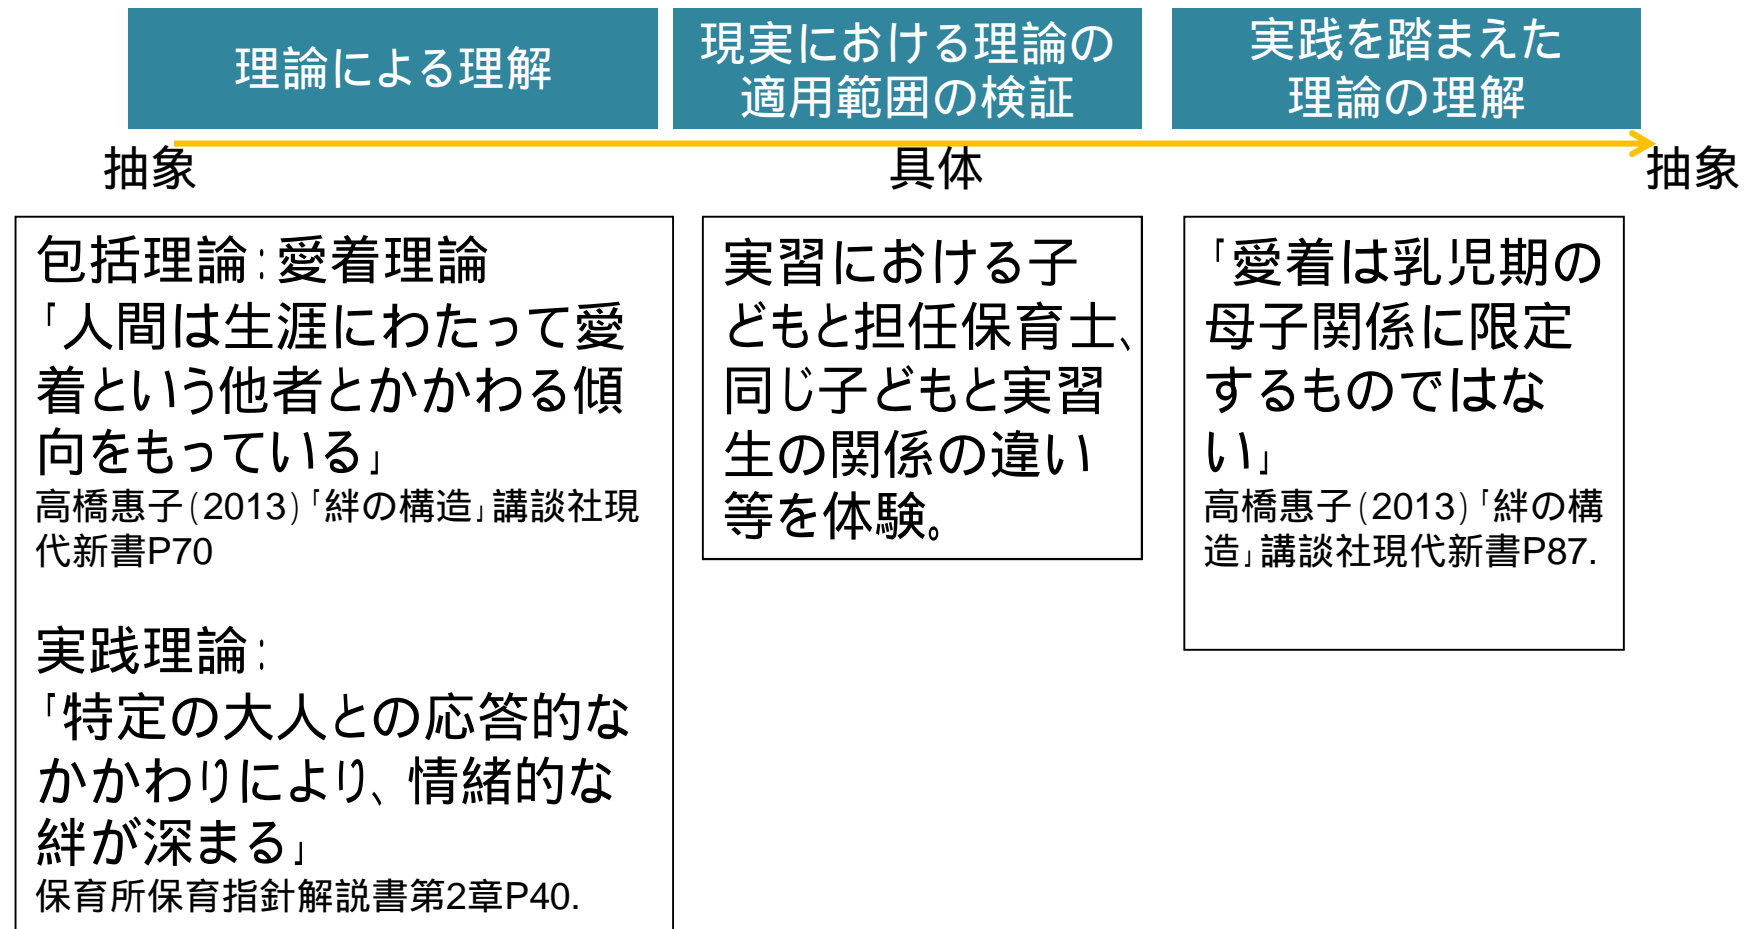 理論による理解
現実における理論の
適用範囲の検証
実践を踏まえた
理論の理解
抽象
具体
抽象
包括理論:愛着理論
「人間は生涯にわたって愛
着という他者とかかわる傾
向をもっている」
高橋惠子(2013)「絆の構造」講談社現
代新書P70
実践理論:
「特定の大人との応答的な
かかわりにより、情緒的な
絆が深まる」
保育所保育指針解説書第2章P40.
実習における子
どもと担任保育士、
同じ子どもと実習
生の関係の違い
等を体験。
「愛着は乳児期の
母子関係に限定
するものではな
い」
高橋惠子(2013)「絆の構
造」講談社現代新書P87.